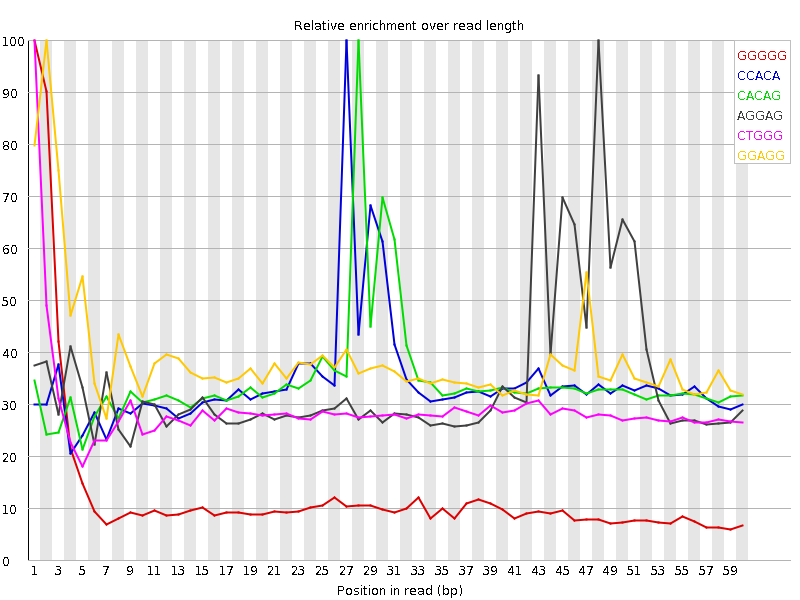 Relative enrichment over read length
100
90
80
70
60
50
40
30
20
10
0
GGGGG
CCACA
CACAG
AGGAG
CTGGG
GGAGG
1 3 5 7 9 11 13 15 17 19 21 23 25 27 29 31 33 35 37 39 41 43 45 47 49 51 53 55 57 59
Position in read (bp)